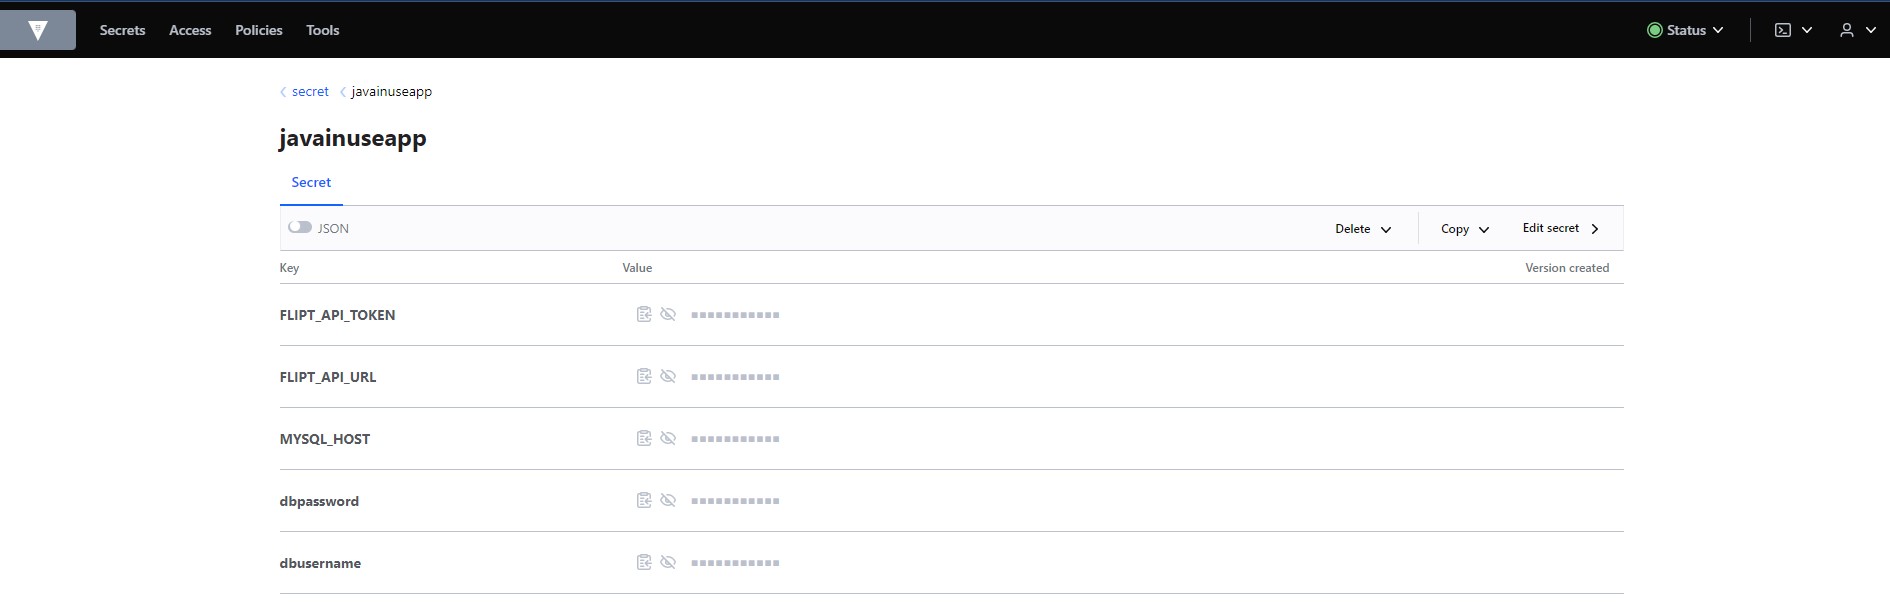 Secrets Access Policies Tools Status
secret javainuseapp
javainuseapp
Secret
JSON Delete Copy Edit secret
Key Value Version created
FLIPT_API_TOKEN
FLIPT_API_URL
MYSQL_HOST
dbpassword
dbusername